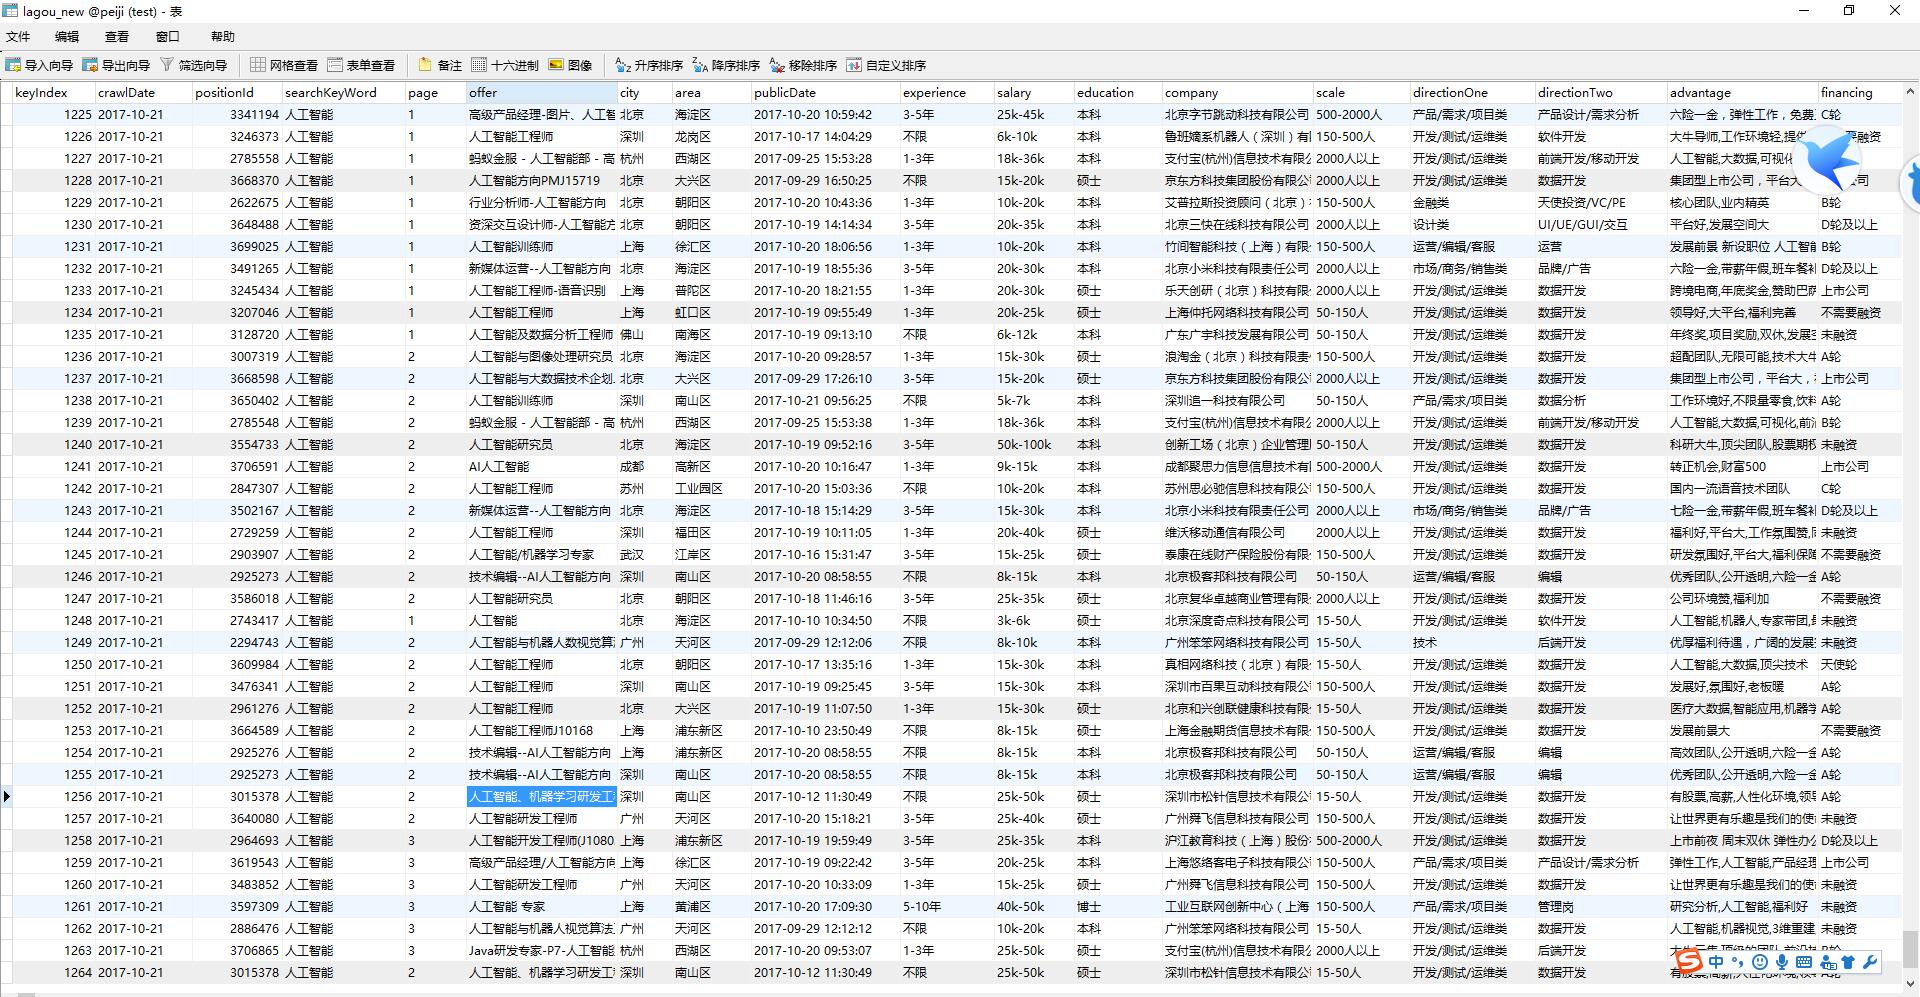 lagou_new @peiji (test) - 表
文件 编辑 查看 窗口 帮助
导入向导 导出向导 筛选向导 网格查看 表单查看 备注 十六进制 图像 升序排序 降序排序 移除排序 自定义排序
keyIndex crawlDate positionId searchKeyWord page offer city area publicDate experience salary education company scale directionOne directionTwo advantage financing
1225 2017-10-21 3341194 人工智能 1 高级产品经理-图片、人工智 北京 海淀区 2017-10-20 10:59:42 3-5年 25k-45k 本科 北京字节跳动科技有限公司 500-2000人 产品/需求/项目类 产品设计/需求分析 六险一金，弹性工作，免费 C轮
1226 2017-10-21 3246373 人工智能 1 人工智能工程师 深圳 龙岗区 2017-10-17 14:04:29 不限 6k-10k 本科 鲁班嫡系机器人（深圳）有 150-500人 开发/测试/运维类 软件开发 大牛导师,工作环境轻,提供 要融资
1227 2017-10-21 2785558 人工智能 1 蚂蚁金服 - 人工智能部 - 高 杭州 西湖区 2017-09-25 15:53:28 1-3年 18k-36k 本科 支付宝(杭州)信息技术有限公 2000人以上 开发/测试/运维类 前端开发/移动开发 人工智能,大数据,可视化
1228 2017-10-21 3668370 人工智能 1 人工智能方向PMJ15719 北京 大兴区 2017-09-29 16:50:25 不限 15k-20k 硕士 京东方科技集团股份有限公司 2000人以上 开发/测试/运维类 数据开发 集团型上市公司，平台大 公司
1229 2017-10-21 2622675 人工智能 1 行业分析师-人工智能方向 北京 朝阳区 2017-10-20 10:43:36 1-3年 10k-20k 本科 艾普拉斯投资顾问（北京） 150-500人 金融类 天使投资/VC/PE 核心团队,业内精英 B轮
1230 2017-10-21 3648488 人工智能 1 资深交互设计师-人工智能方 北京 朝阳区 2017-10-19 14:14:34 3-5年 20k-35k 本科 北京三快在线科技有限公司 2000人以上 设计类 UI/UE/GUI/交互 平台好,发展空间大 D轮及以上
1231 2017-10-21 3699025 人工智能 1 人工智能训练师 上海 徐汇区 2017-10-20 18:06:56 1-3年 10k-20k 本科 竹间智能科技（上海）有限 150-500人 运营/编辑/客服 运营 发展前景 新设职位 人工智能 B轮
1232 2017-10-21 3491265 人工智能 1 新媒体运营--人工智能方向 北京 海淀区 2017-10-19 18:55:36 3-5年 20k-30k 本科 北京小米科技有限责任公司 2000人以上 市场/商务/销售类 品牌/广告 六险一金,带薪年假,班车餐补 D轮及以上
1233 2017-10-21 3245434 人工智能 1 人工智能工程师-语音识别 上海 普陀区 2017-10-20 18:21:55 1-3年 20k-30k 硕士 乐天创研（北京）科技有限 2000人以上 开发/测试/运维类 数据开发 跨境电商,年底奖金,赞助巴萨 上市公司
1234 2017-10-21 3207046 人工智能 1 人工智能工程师 上海 虹口区 2017-10-19 09:55:49 1-3年 20k-25k 硕士 上海仲托网络科技有限公司 50-150人 开发/测试/运维类 数据开发 领导好,大平台,福利完善 不需要融资
1235 2017-10-21 3128720 人工智能 1 人工智能及数据分析工程师 佛山 南海区 2017-10-20 09:13:10 不限 6k-12k 本科 广东广宇科技发展有限公司 50-150人 开发/测试/运维类 数据开发 年终奖,项目奖励,双休,发展空 未融资
1236 2017-10-21 3007319 人工智能 2 人工智能与图像处理研究员 北京 海淀区 2017-10-20 09:28:57 1-3年 15k-30k 硕士 浪淘金（北京）科技有限责 150-500人 开发/测试/运维类 数据开发 超配团队,无限可能,技术大牛 A轮
1237 2017-10-21 3668598 人工智能 2 人工智能与大数据技术企划. 北京 大兴区 2017-09-29 17:26:10 3-5年 15k-20k 硕士 京东方科技集团股份有限公司 2000人以上 开发/测试/运维类 数据开发 集团型上市公司，平台大， 上市公司
1238 2017-10-21 3650402 人工智能 2 人工智能训练师 深圳 南山区 2017-10-21 09:56:25 不限 5k-7k 本科 深圳追一科技有限公司 50-150人 产品/需求/项目类 数据分析 工作环境好,不限量零食,饮料 A轮
1239 2017-10-21 2785548 人工智能 2 蚂蚁金服 - 人工智能部 - 高 杭州 西湖区 2017-09-25 15:53:38 1-3年 18k-36k 本科 支付宝(杭州)信息技术有限公 2000人以上 开发/测试/运维类 前端开发/移动开发 人工智能,大数据,可视化,前沿 B轮
1240 2017-10-21 3554733 人工智能 2 人工智能研究员 北京 海淀区 2017-10-19 09:52:16 3-5年 50k-100k 本科 创新工场（北京）企业管理 50-150人 开发/测试/运维类 数据开发 科研大牛,顶尖团队,股票期权 未融资
1241 2017-10-21 3706591 人工智能 2 AI人工智能 成都 高新区 2017-10-20 10:16:47 1-3年 9k-15k 本科 成都聚思力信息信息技术有 500-2000人 开发/测试/运维类 数据开发 转正机会,财富500 上市公司
1242 2017-10-21 2847307 人工智能 2 人工智能工程师 苏州 工业园区 2017-10-20 15:03:36 不限 10k-20k 本科 苏州思必驰信息科技有限公 150-500人 开发/测试/运维类 数据开发 国内一流语音技术团队 C轮
1243 2017-10-21 3502167 人工智能 2 新媒体运营--人工智能方向 北京 海淀区 2017-10-18 15:14:29 3-5年 15k-30k 本科 北京小米科技有限责任公司 2000人以上 市场/商务/销售类 品牌/广告 七险一金,带薪年假,班车餐补 D轮及以上
1244 2017-10-21 2729259 人工智能 2 人工智能工程师 深圳 福田区 2017-10-19 10:11:05 不限 20k-40k 硕士 维沃移动通信有限公司 2000人以上 开发/测试/运维类 数据开发 福利好,平台大,工作氛围赞, 未融资
1245 2017-10-21 2903907 人工智能 2 人工智能/机器学习专家 武汉 江岸区 2017-10-16 15:31:47 3-5年 15k-25k 硕士 泰康在线财产保险股份有限 150-500人 开发/测试/运维类 数据开发 研发氛围好,平台大,福利保障 不需要融资
1246 2017-10-21 2925273 人工智能 2 技术编辑--AI人工智能方向 深圳 南山区 2017-10-20 08:58:55 不限 8k-15k 本科 北京极客邦科技有限公司 50-150人 运营/编辑/客服 编辑 优秀团队,公开透明,六险一金 A轮
1247 2017-10-21 3586018 人工智能 2 人工智能研究员 北京 朝阳区 2017-10-18 11:46:16 3-5年 25k-35k 硕士 北京复华卓越商业管理有限 2000人以上 开发/测试/运维类 数据开发 公司环境赞,福利加 不需要融资
1248 2017-10-21 2743417 人工智能 1 人工智能 北京 海淀区 2017-10-10 10:34:50 不限 3k-6k 硕士 北京深度奇点科技有限公司 15-50人 开发/测试/运维类 软件开发 人工智能,机器人,专家带团, 未融资
1249 2017-10-21 2294743 人工智能 2 人工智能与机器人数视觉算 广州 天河区 2017-09-29 12:12:06 不限 8k-10k 本科 广州笨笨网络科技有限公司 15-50人 技术 后端开发 优厚福利待遇，广阔的发展 未融资
1250 2017-10-21 3609984 人工智能 2 人工智能工程师 北京 朝阳区 2017-10-17 13:35:16 1-3年 15k-30k 本科 真相网络科技（北京）有限 15-50人 开发/测试/运维类 数据开发 人工智能,大数据,顶尖技术 天使轮
1251 2017-10-21 3476341 人工智能 2 人工智能工程师 深圳 南山区 2017-10-19 09:25:45 3-5年 15k-30k 本科 深圳市百果互动科技有限公 150-500人 开发/测试/运维类 数据开发 发展好,氛围好,老板暖 A轮
1252 2017-10-21 2961276 人工智能 2 人工智能工程师 北京 大兴区 2017-10-19 11:07:50 1-3年 15k-30k 本科 北京和兴创联健康科技有限 15-50人 开发/测试/运维类 数据开发 医疗大数据,智能应用,机器学 A轮
1253 2017-10-21 3664589 人工智能 2 人工智能工程师J10168 上海 浦东新区 2017-10-10 23:50:49 不限 8k-15k 硕士 上海金融期货信息技术有限 50-150人 开发/测试/运维类 数据开发 发展前景大 不需要融资
1254 2017-10-21 2925276 人工智能 2 技术编辑--AI人工智能方向 上海 浦东新区 2017-10-20 08:58:55 不限 8k-15k 本科 北京极客邦科技有限公司 50-150人 运营/编辑/客服 编辑 高效团队,公开透明,六险一金 A轮
1255 2017-10-21 2925273 人工智能 2 技术编辑--AI人工智能方向 深圳 南山区 2017-10-20 08:58:55 不限 8k-15k 本科 北京极客邦科技有限公司 50-150人 运营/编辑/客服 编辑 优秀团队,公开透明,六险一金 A轮
1256 2017-10-21 3015378 人工智能 2 人工智能、机器学习研发工 深圳 南山区 2017-10-12 11:30:49 不限 25k-50k 硕士 深圳市松针信息技术有限公 15-50人 开发/测试/运维类 数据开发 有股票,高薪,人性化环境,领导 A轮
1257 2017-10-21 3640080 人工智能 2 人工智能研发工程师 广州 天河区 2017-10-20 15:18:21 3-5年 25k-40k 硕士 广州舜飞信息科技有限公司 150-500人 开发/测试/运维类 数据开发 让世界更有乐趣是我们的使 未融资
1258 2017-10-21 2964693 人工智能 3 人工智能开发工程师(J1080. 上海 浦东新区 2017-10-19 19:59:49 3-5年 25k-35k 本科 沪江教育科技（上海）股份 500-2000人 开发/测试/运维类 数据开发 上市前夜 周末双休 弹性办公 D轮及以上
1259 2017-10-21 3619543 人工智能 3 高级产品经理/人工智能方向 上海 徐汇区 2017-10-19 09:22:42 3-5年 20k-25k 本科 上海悠络客电子科技有限公 150-500人 产品/需求/项目类 产品设计/需求分析 弹性工作,人工智能,产品经理 上市公司
1260 2017-10-21 3483852 人工智能 3 人工智能研发工程师 广州 天河区 2017-10-20 10:33:09 1-3年 15k-25k 硕士 广州舜飞信息科技有限公司 150-500人 开发/测试/运维类 数据开发 让世界更有乐趣是我们的使 未融资
1261 2017-10-21 3597309 人工智能 3 人工智能 专家 上海 黄浦区 2017-10-20 17:09:30 5-10年 40k-50k 博士 工业互联网创新中心（上海 150-500人 产品/需求/项目类 管理岗 研究分析,人工智能,福利好 未融资
1262 2017-10-21 2886476 人工智能 3 人工智能与机器人视觉算法 广州 天河区 2017-09-29 12:12:12 不限 10k-20k 本科 广州笨笨网络科技有限公司 15-50人 开发/测试/运维类 数据开发 人工智能,机器视觉,3维重建 未融资
1263 2017-10-21 3706865 人工智能 3 Java研发专家-P7-人工智能 杭州 西湖区 2017-10-20 09:53:07 1-3年 25k-50k 本科 支付宝(杭州)信息技术有限公 2000人以上 开发/测试/运维类 后端开发
1264 2017-10-21 3015378 人工智能 2 人工智能、机器学习研发工 深圳 南山区 2017-10-12 11:30:49 不限 25k-50k 硕士 深圳市松针信息技术有限公 15-50人 开发/测试/运维类 数据开发
中